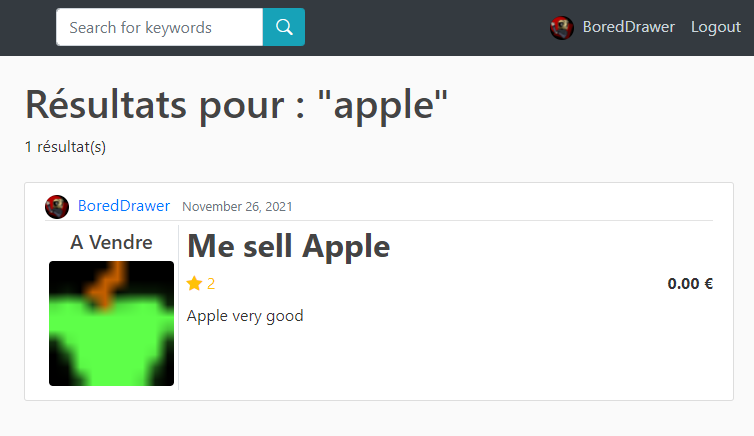 Search for keywords
BoredDrawer Logout
Résultats pour : "apple"
1 résultat(s)
BoredDrawer November 26, 2021
A Vendre
Me sell Apple
2
0.00 €
Apple very good